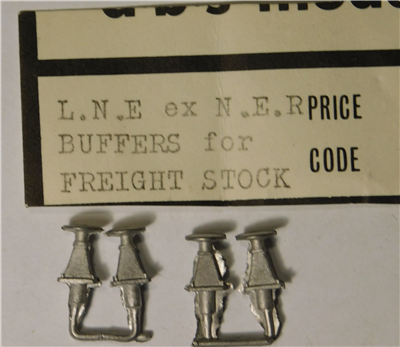 L.N.E ex N.E.R PRICE
BUFFERS for
CODE
FREIGHT STOCK